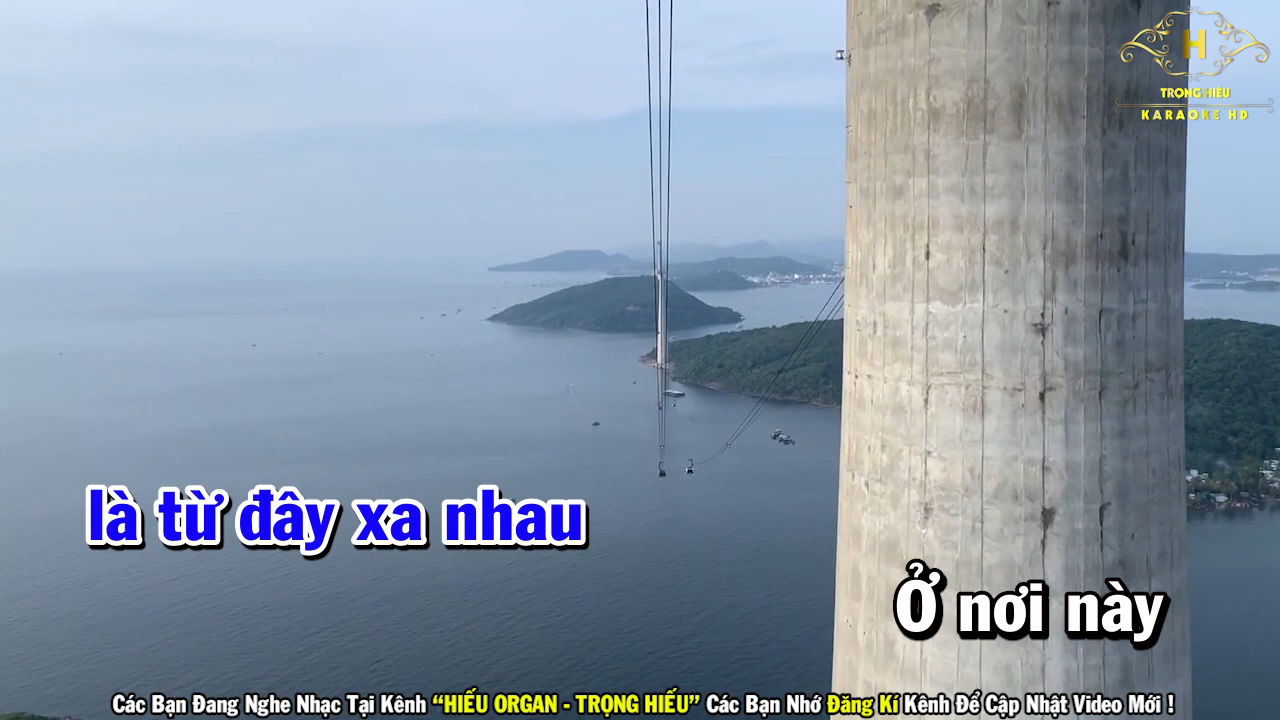 H
TRỌNG HIẾU
KARAOKE HD
là từ đây xa nhau
Ở nơi này
Các Bạn Đang Nghe Nhạc Tại Kênh “HIẾU ORGAN - TRỌNG HIẾU” Các Bạn Nhớ Đăng Kí Kênh Để Cập Nhật Video Mới !